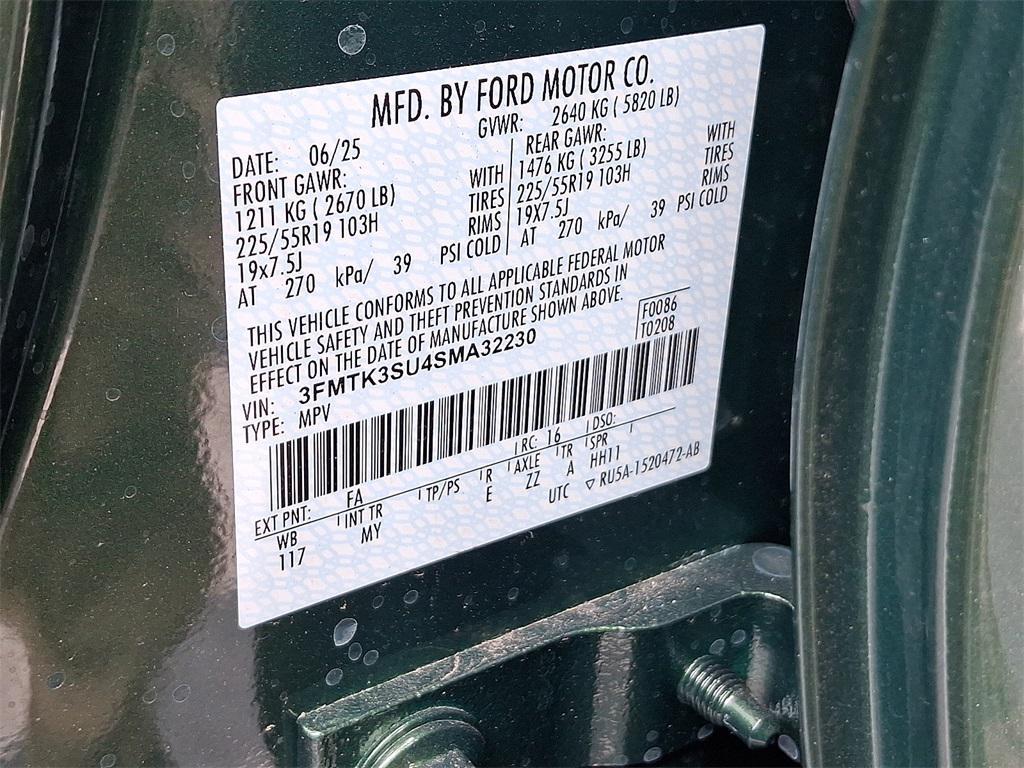 MFD. BY FORD MOTOR CO.
DATE: 06/25 GVWR: 2640 KG ( 5820 LB)
FRONT GAWR: REAR GAWR:
1211 KG ( 2670 LB) WITH 1476 KG ( 3255 LB) WITH
225/55R19 103H TIRES 225/55R19 103H TIRES
19x7.5J RIMS 19X7.5J RIMS
AT 270 kPa/ 39 PSI COLD AT 270 kPa/ 39 PSI COLD
THIS VEHICLE CONFORMS TO ALL APPLICABLE FEDERAL MOTOR
VEHICLE SAFETY AND THEFT PREVENTION STANDARDS IN
EFFECT ON THE DATE OF MANUFACTURE SHOWN ABOVE.
F0086
T0208
VIN: 3FMTK3SU4SMA32230
TYPE: MPV
EXT PNT: FA RC: 16 DSO:
WB INT TR TP/PS R AXLE TR SPR
117 MY E ZZ A HH11
UTC ▽ RU5A-1520472-AB